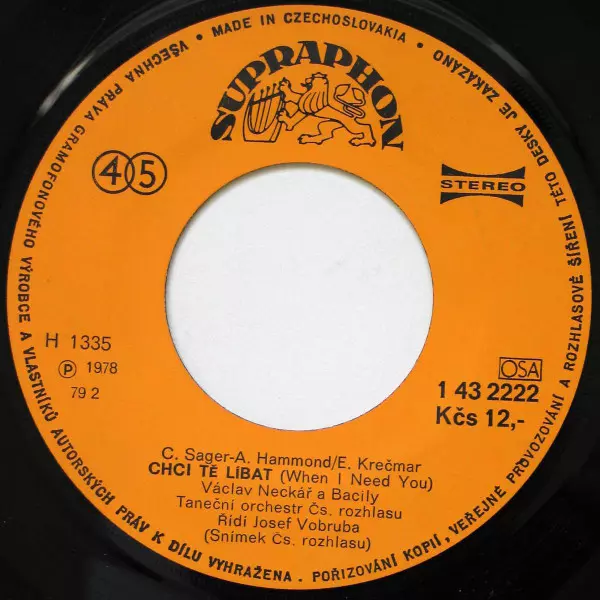 • MADE IN CZECHOSLOVAKIA •
VŠECHNA PRÁVA GRAMOFONOVÉHO VÝROBCE A VLASTNÍKŮ AUTORSKÝCH PRÁV K DÍLU VYHRAŽENA. • POŘIZOVÁNÍ KOPIÍ, VEŘEJNÉ PROVOZOVÁNÍ A ROZHLASOVÉ ŠÍŘENÍ TÉTO DESKY JE ZAKÁZÁNO
SUPRAPHON
45
STEREO
H 1335
Ⓟ 1978
79 2
OSA
1 43 2222
Kčs 12,-
C. Sager-A. Hammond/E. Krečmar
CHCI TĚ LÍBAT (When I Need You)
Václav Neckář a Bacily
Taneční orchestr Čs. rozhlasu
Řídí Josef Vobruba
(Snímek Čs. rozhlasu)